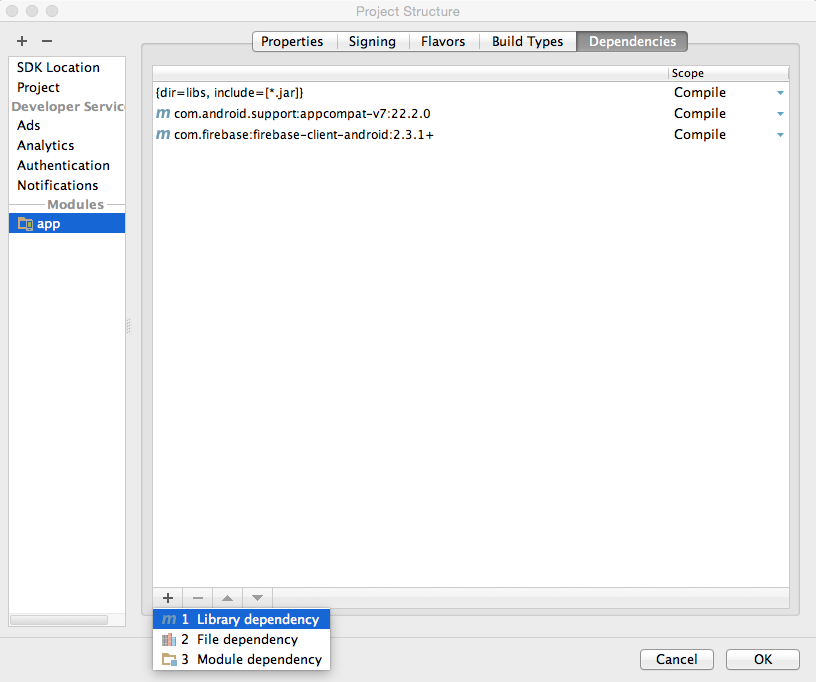 Project Structure
Properties Signing Flavors Build Types Dependencies
SDK Location
Project
Developer Servic
Ads
Analytics
Authentication
Notifications
Modules
app
Scope
{dir=libs, include=[*.jar]} Compile
m com.android.support:appcompat-v7:22.2.0 Compile
m com.firebase:firebase-client-android:2.3.1+ Compile
m 1 Library dependency
2 File dependency
3 Module dependency
Cancel OK